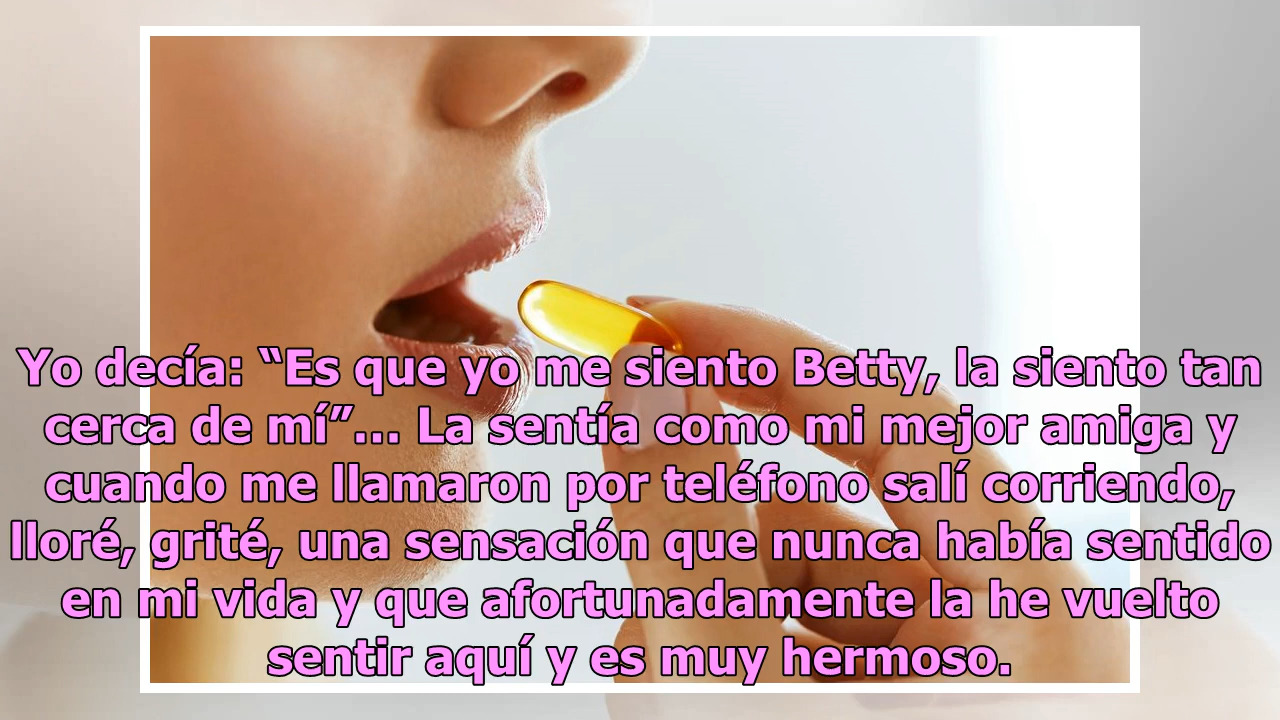 Yo decía: “Es que yo me siento Betty, la siento tan
cerca de mí”... La sentía como mi mejor amiga y
cuando me llamaron por teléfono salí corriendo,
lloré, grité, una sensación que nunca había sentido
en mi vida y que afortunadamente la he vuelto
sentir aquí y es muy hermoso.